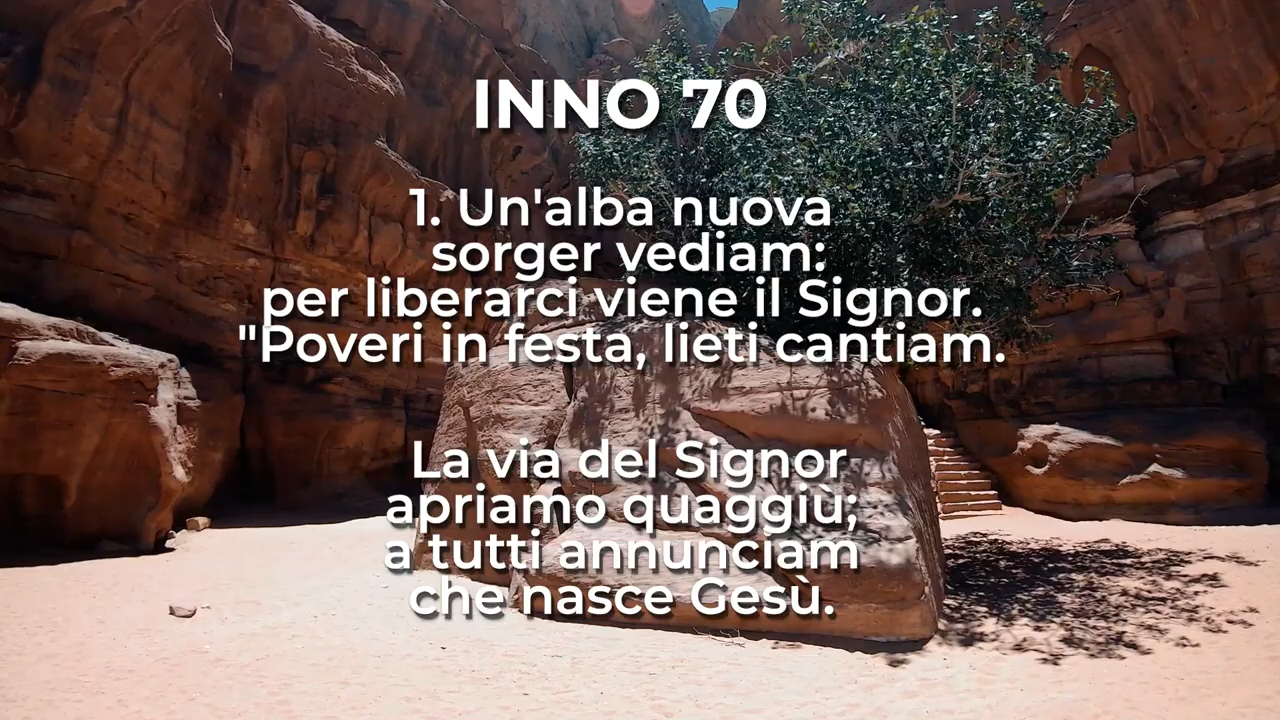 INNO 70
1. Un'alba nuova
sorger vediam:
per liberarci viene il Signor.
"Poveri in festa, lieti cantiam.
La via del Signor
apriamo quaggiù;
a tutti annunciam
che nasce Gesù.